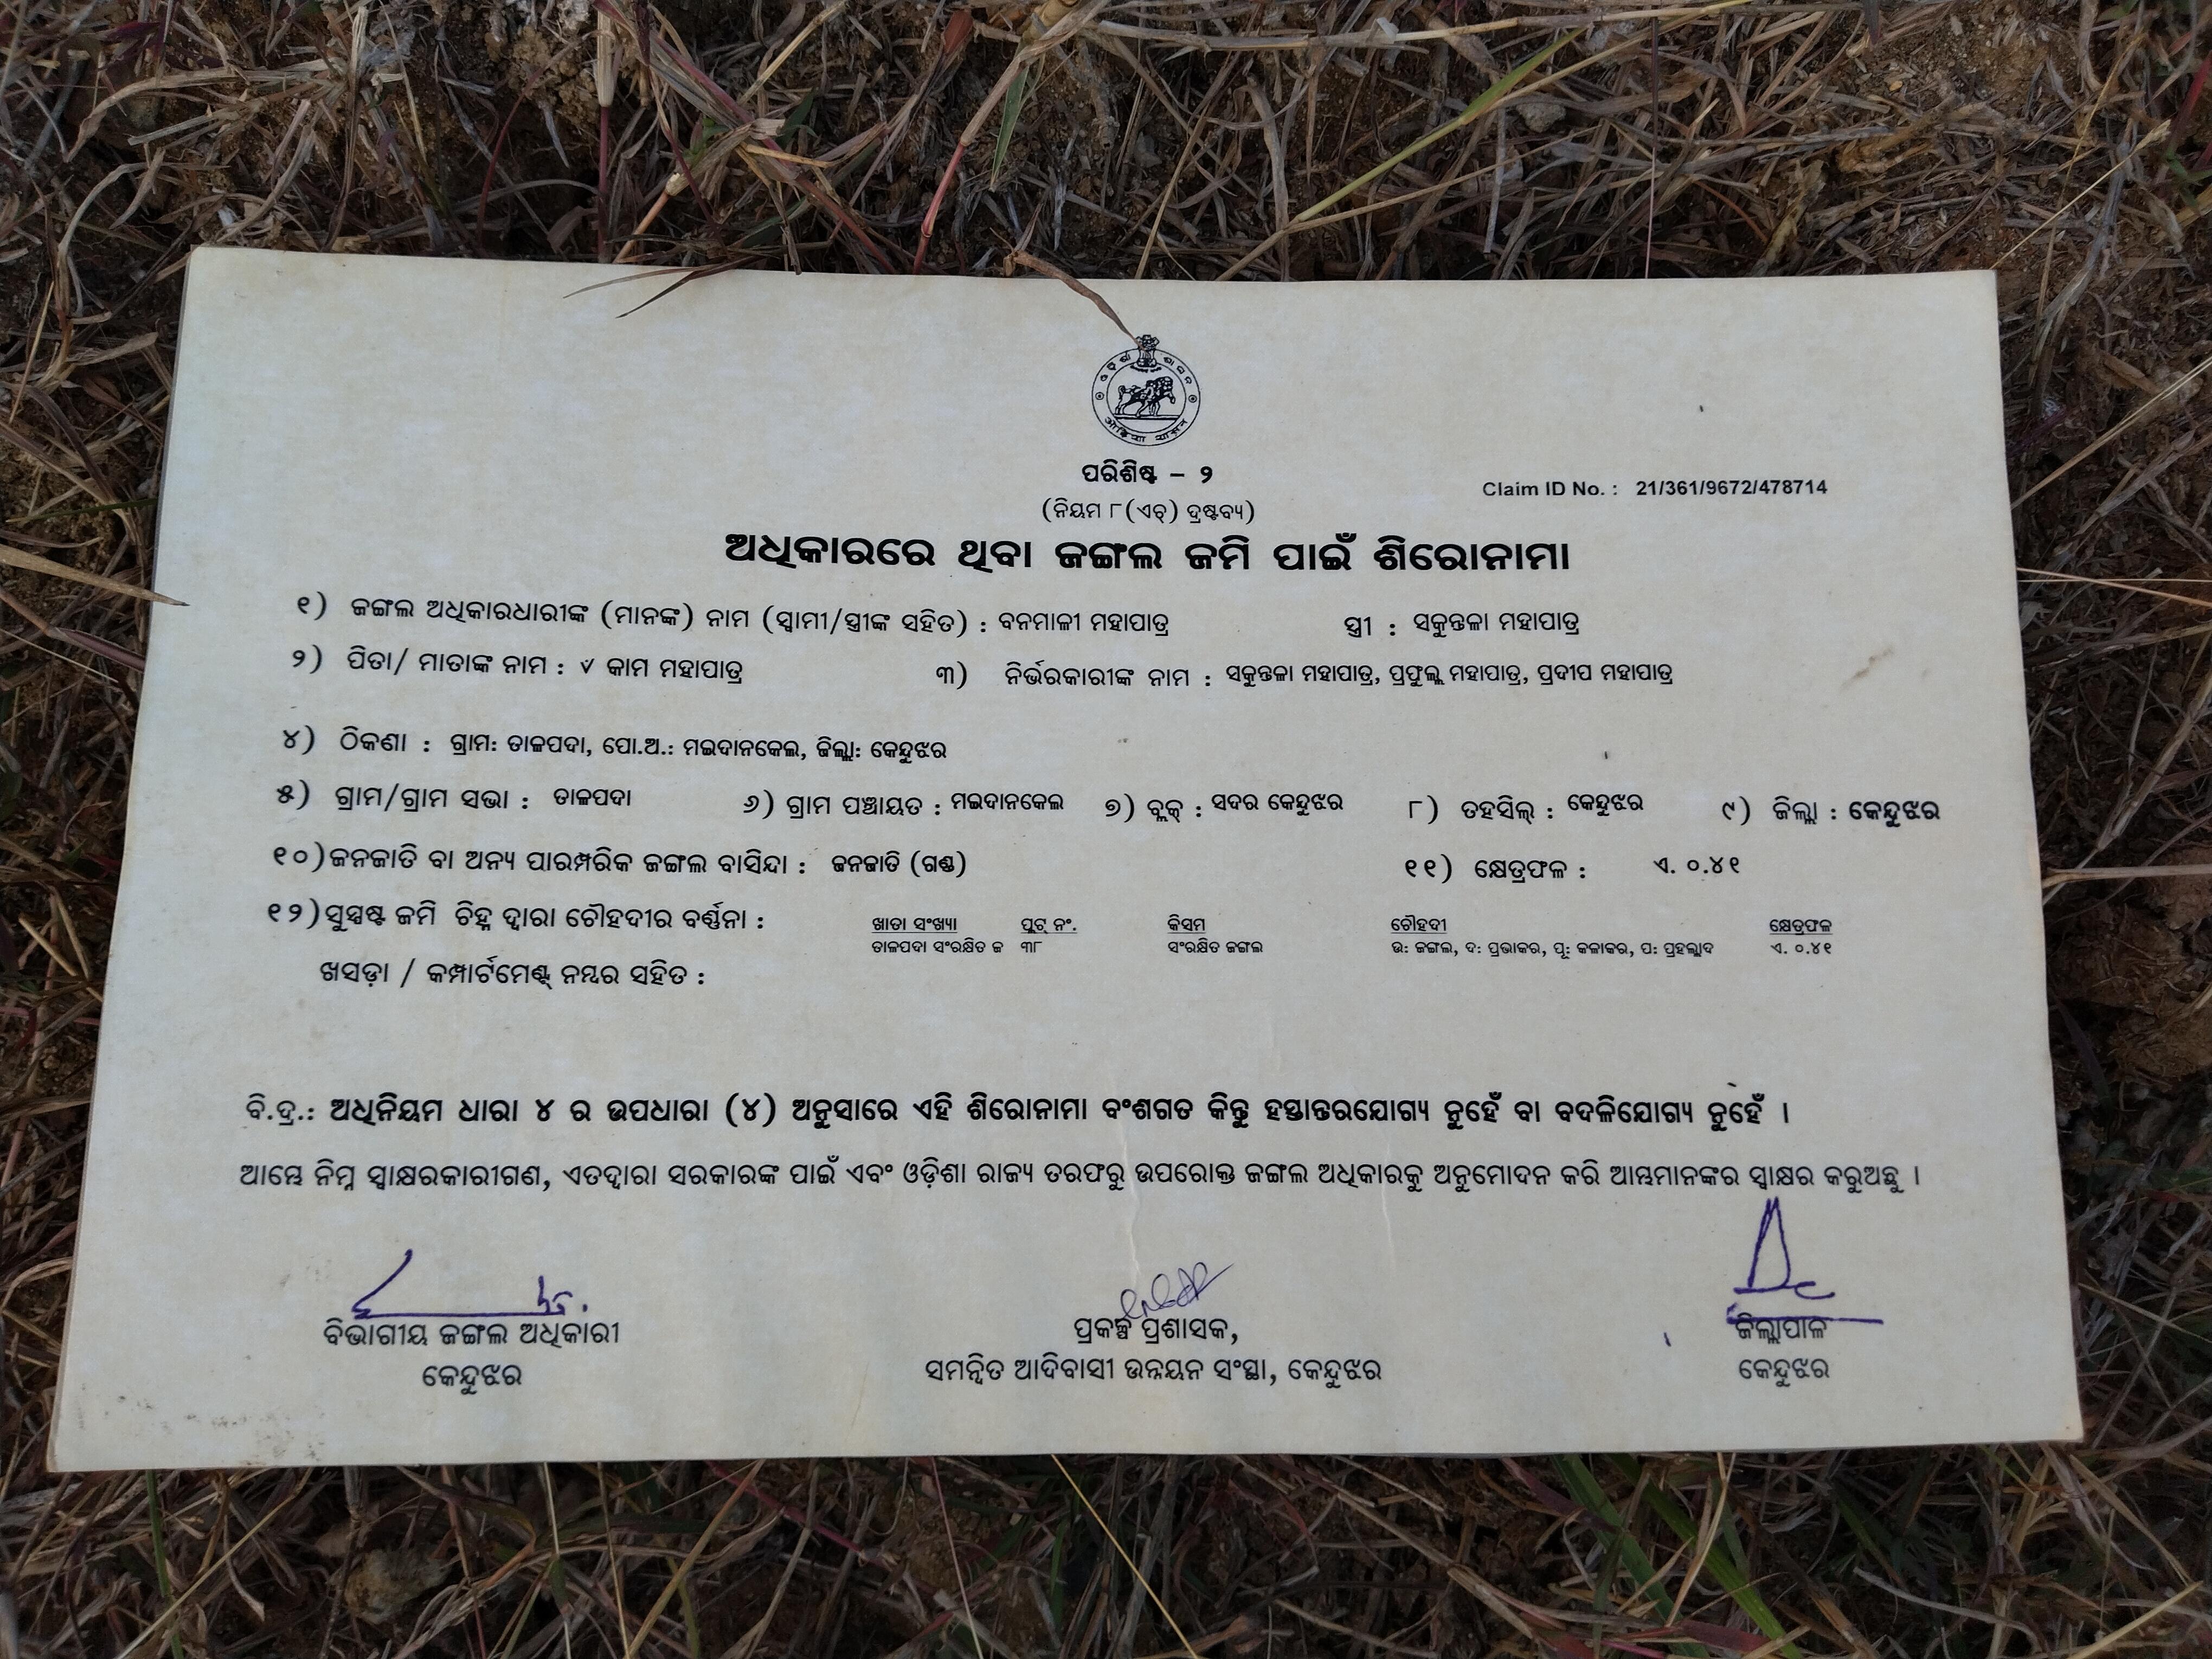 ଓଡ଼ିଶା ଶାସନ
ओड़िशा शासन
ପରିଶିଷ୍ଟ – ୨
Claim ID No. : 21/361/9672/478714
(ନିୟମ ୮(ଏଚ୍) ଦ୍ରଷ୍ଟବ୍ୟ)
ଅଧିକାରରେ ଥିବା ଜଙ୍ଗଲ ଜମି ପାଇଁ ଶିରୋନାମା
୧) ଜଙ୍ଗଲ ଅଧିକାରଧାରୀଙ୍କ (ମାନଙ୍କ) ନାମ (ସ୍ୱାମୀ/ସ୍ତ୍ରୀଙ୍କ ସହିତ) : ବନମାଳୀ ମହାପାତ୍ର ସ୍ତ୍ରୀ : ସକୁନ୍ତଳା ମହାପାତ୍ର
୨) ପିତା/ ମାତାଙ୍କ ନାମ : ୰ କାମ ମହାପାତ୍ର ୩) ନିର୍ଭରକାରୀଙ୍କ ନାମ : ସକୁନ୍ତଳା ମହାପାତ୍ର, ପ୍ରଫୁଲ୍ଲ ମହାପାତ୍ର, ପ୍ରଦୀପ ମହାପାତ୍ର
୪) ଠିକଣା : ଗ୍ରାମ: ତାଳପଦା, ପୋ.ଅ.: ମଇଦାନକେଲ, ଜିଲ୍ଲା: କେନ୍ଦୁଝର
୫) ଗ୍ରାମ/ଗ୍ରାମ ସଭା : ତାଳପଦା ୬) ଗ୍ରାମ ପଞ୍ଚାୟତ : ମଇଦାନକେଲ ୭) ବ୍ଲକ୍ : ସଦର କେନ୍ଦୁଝର ୮) ତହସିଲ୍ : କେନ୍ଦୁଝର ୯) ଜିଲ୍ଲା : କେନ୍ଦୁଝର
୧୦)ଜନଜାତି ବା ଅନ୍ୟ ପାରମ୍ପରିକ ଜଙ୍ଗଲ ବାସିନ୍ଦା : ଜନଜାତି (ଗଣ୍ଡ) ୧୧) କ୍ଷେତ୍ରଫଳ : ଏ. ୦.୪୧
୧୨)ସୁସ୍ପଷ୍ଟ ଜମି ଚିହ୍ନ ଦ୍ୱାରା ଚୌହଦୀର ବର୍ଣ୍ଣନା : ଖାତା ସଂଖ୍ୟା ପ୍ଲଟ୍ ନଂ. କିସମ ଚୌହଦୀ କ୍ଷେତ୍ରଫଳ
ତାଳପଦା ସଂରକ୍ଷିତ ଜ ୩୮ ସଂରକ୍ଷିତ ଜଙ୍ଗଲ ଉ: ଜଙ୍ଗଲ, ଦ: ପ୍ରଭାକର, ପୂ: କଳାକର, ପ: ପ୍ରହଲ୍ଲାଦ ଏ. ୦.୪୧
ଖସଡ଼ା / କମ୍ପାର୍ଟମେଣ୍ଟ୍ ନମ୍ବର ସହିତ :
ବି.ଦ୍ର.: ଅଧିନିୟମ ଧାରା ୪ ର ଉପଧାରା (୪) ଅନୁସାରେ ଏହି ଶିରୋନାମା ବଂଶଗତ କିନ୍ତୁ ହସ୍ତାନ୍ତରଯୋଗ୍ୟ ନୁହେଁ ବା ବଦଳିଯୋଗ୍ୟ ନୁହେଁ ।
ଆମ୍ଭେ ନିମ୍ନ ସ୍ୱାକ୍ଷରକାରୀଗଣ, ଏତଦ୍ୱାରା ସରକାରଙ୍କ ପାଇଁ ଏବଂ ଓଡ଼ିଶା ରାଜ୍ୟ ତରଫରୁ ଉପରୋକ୍ତ ଜଙ୍ଗଲ ଅଧିକାରକୁ ଅନୁମୋଦନ କରି ଆମ୍ଭମାନଙ୍କର ସ୍ୱାକ୍ଷର କରୁଅଛୁ ।
ବିଭାଗୀୟ ଜଙ୍ଗଲ ଅଧିକାରୀ ପ୍ରକଳ୍ପ ପ୍ରଶାସକ, ଜିଲ୍ଲାପାଳ
କେନ୍ଦୁଝର ସମନ୍ୱିତ ଆଦିବାସୀ ଉନ୍ନୟନ ସଂସ୍ଥା, କେନ୍ଦୁଝର କେନ୍ଦୁଝର